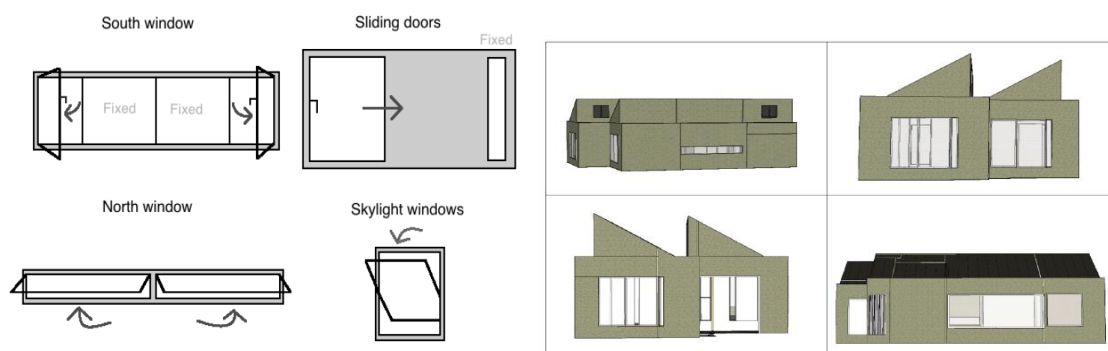 South window
Sliding doors
Fixed
Fixed
Fixed
North window
Skylight windows